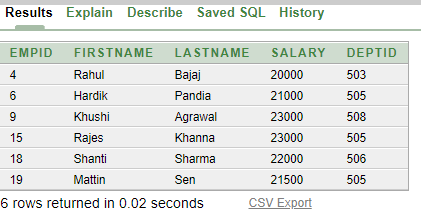 Results Explain Describe Saved SQL History
EMPID FIRSTNAME LASTNAME SALARY DEPTID
4 Rahul Bajaj 20000 503
6 Hardik Pandia 21000 505
9 Khushi Agrawal 23000 508
15 Rajes Khanna 23000 505
18 Shanti Sharma 22000 506
19 Mattin Sen 21500 505
6 rows returned in 0.02 seconds CSV Export